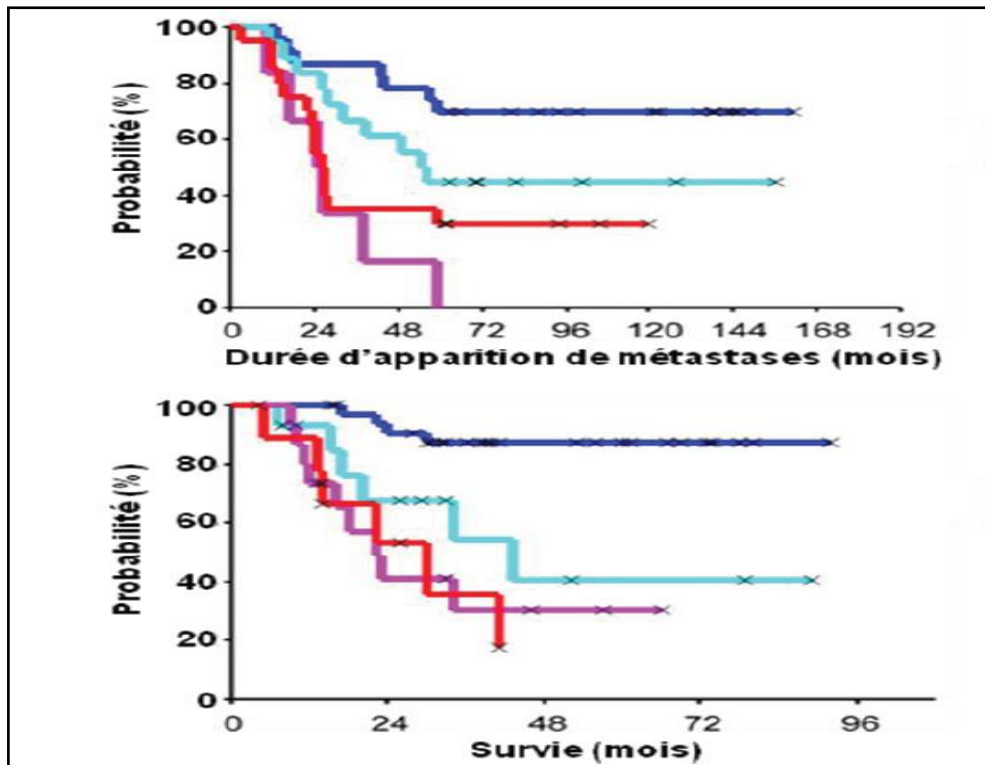 Probabilité (%)
100
80
60
40
20
0
0 24 48 72 96 120 144 168 192
Durée d'apparition de métastases (mois)
Probabilité (%)
100
80
60
40
20
0
0 24 48 72 96
Survie (mois)